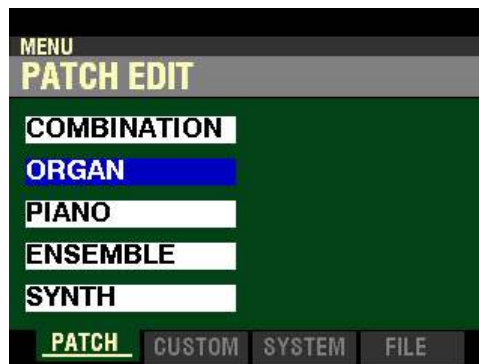 MENU
PATCH EDIT
COMBINATION
ORGAN
PIANO
ENSEMBLE
SYNTH
PATCH CUSTOM SYSTEM FILE